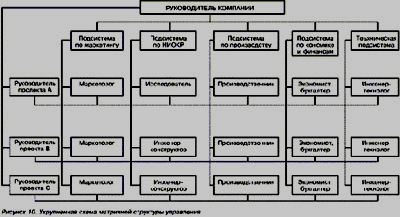 РУКОВОДИТЕЛЬ КОМПАНИИ
Подсистема по маркетингу
Подсистема по НИОКР
Подсистема по производству
Подсистема по экономике и финансам
Техническая подсистема
Руководитель проекта А
Маркетолог
Исследователь
Производственник
Экономист, бухгалтер
Инженер-технолог
Руководитель проекта В
Маркетолог
Инженер-конструктор
Производственник
Экономист, бухгалтер
Инженер-технолог
Руководитель проекта С
Маркетолог
Инженер-конструктор
Производственник
Экономист, бухгалтер
Инженер-технолог
Рисунок 10. Укрупненная схема матричной структуры управления